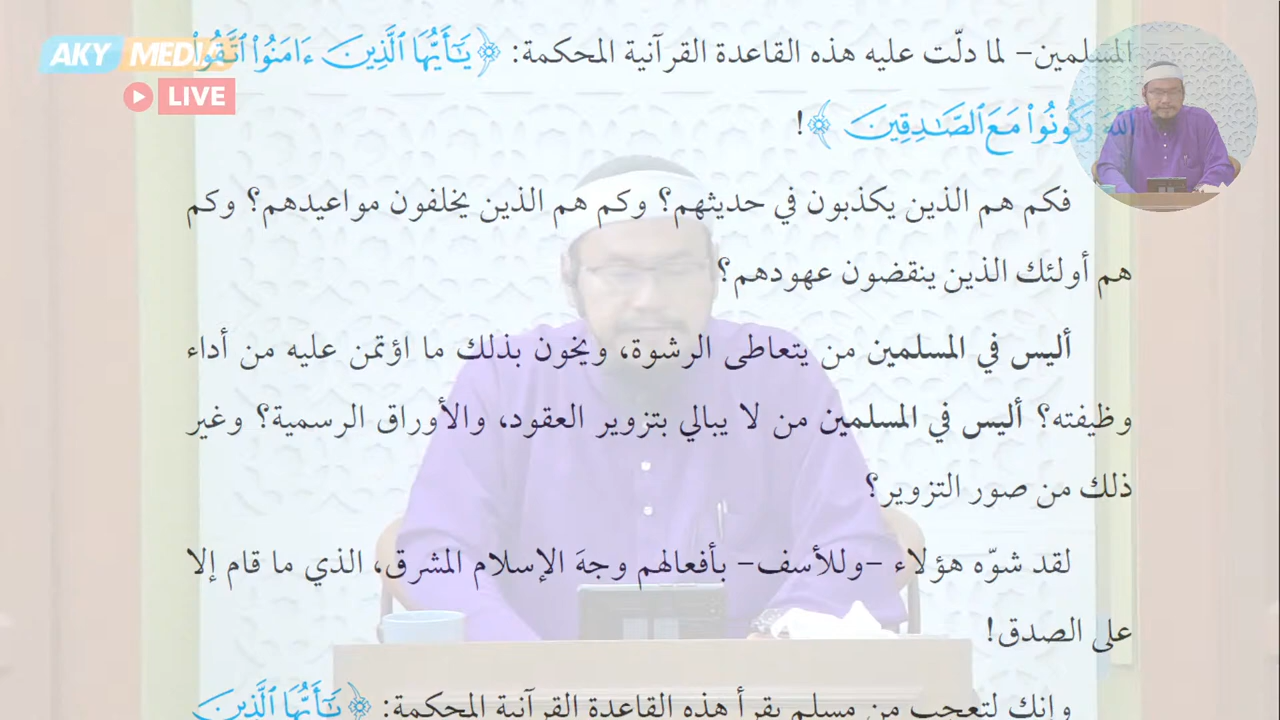 AKY MEDIA
LIVE
المسلمين- لما دلّت عليه هذه القاعدة القرآنية المحكمة: ﴿يَٰٓأَيُّهَا ٱلَّذِينَ ءَامَنُوا۟ ٱتَّقُوا۟
ٱللَّهَ وَكُونُوا۟ مَعَ ٱلصَّٰدِقِينَ﴾!
فكم هم الذين يكذبون في حديثهم؟ وكم هم الذين يخلفون مواعيدهم؟ وكم
هم أولئك الذين ينقضون عهودهم؟
أليس في المسلمين من يتعاطى الرشوة، ويخون بذلك ما اؤتمن عليه من أداء
وظيفته؟ أليس في المسلمين من لا يبالي بتزوير العقود، والأوراق الرسمية؟ وغير
ذلك من صور التزوير؟
لقد شوّه هؤلاء -وللأسف- بأفعالهم وجهَ الإسلام المشرق، الذي ما قام إلا
على الصدق!
وإنك لتعجب من مسلم يقرأ هذه القاعدة القرآنية المحكمة: ﴿يَٰٓأَيُّهَا ٱلَّذِينَ